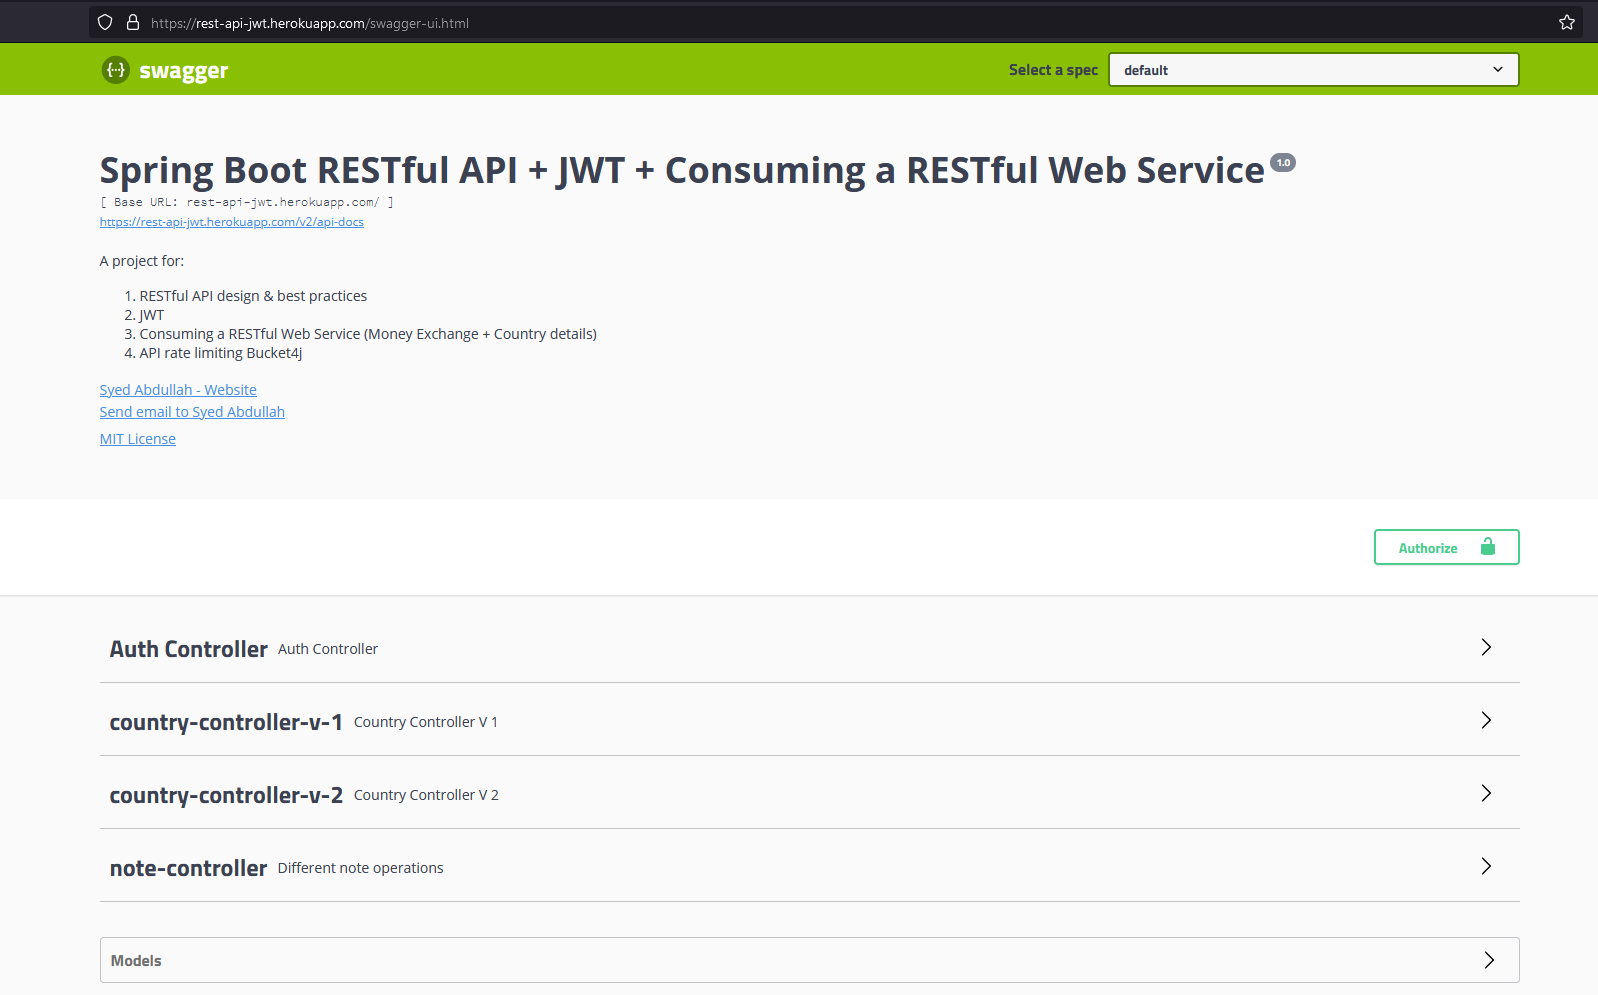 https://rest-api-jwt.herokuapp.com/swagger-ui.html
{··} swagger
Select a spec
default
Spring Boot RESTful API + JWT + Consuming a RESTful Web Service 1.0
[ Base URL: rest-api-jwt.herokuapp.com/ ]
https://rest-api-jwt.herokuapp.com/v2/api-docs
A project for:
1. RESTful API design & best practices
2. JWT
3. Consuming a RESTful Web Service (Money Exchange + Country details)
4. API rate limiting Bucket4j
Syed Abdullah - Website
Send email to Syed Abdullah
MIT License
Authorize
Auth Controller Auth Controller
country-controller-v-1 Country Controller V 1
country-controller-v-2 Country Controller V 2
note-controller Different note operations
Models